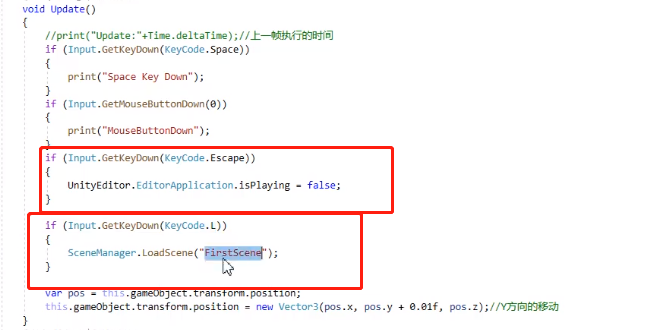 void Update()
{
//print("Update:"+Time.deltaTime);//上一帧执行的时间
if (Input.GetKeyDown(KeyCode.Space))
{
print("Space Key Down");
}
if (Input.GetMouseButtonDown(0))
{
print("MouseButtonDown");
}
if (Input.GetKeyDown(KeyCode.Escape))
{
UnityEditor.EditorApplication.isPlaying = false;
}
if (Input.GetKeyDown(KeyCode.L))
{
SceneManager.LoadScene("FirstScene");
}
var pos = this.gameObject.transform.position;
this.gameObject.transform.position = new Vector3(pos.x, pos.y + 0.01f, pos.z);//Y方向的移动
}